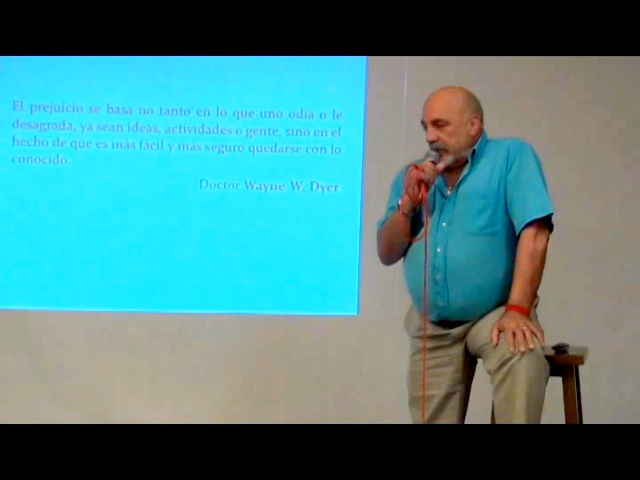 El prejuicio se basa no tanto en lo que uno odia o le
desagrada, ya sean ideas, actividades o gente, sino en el
hecho de que es más fácil y más seguro quedarse con lo
conocido.
Doctor Wayne W. Dyer